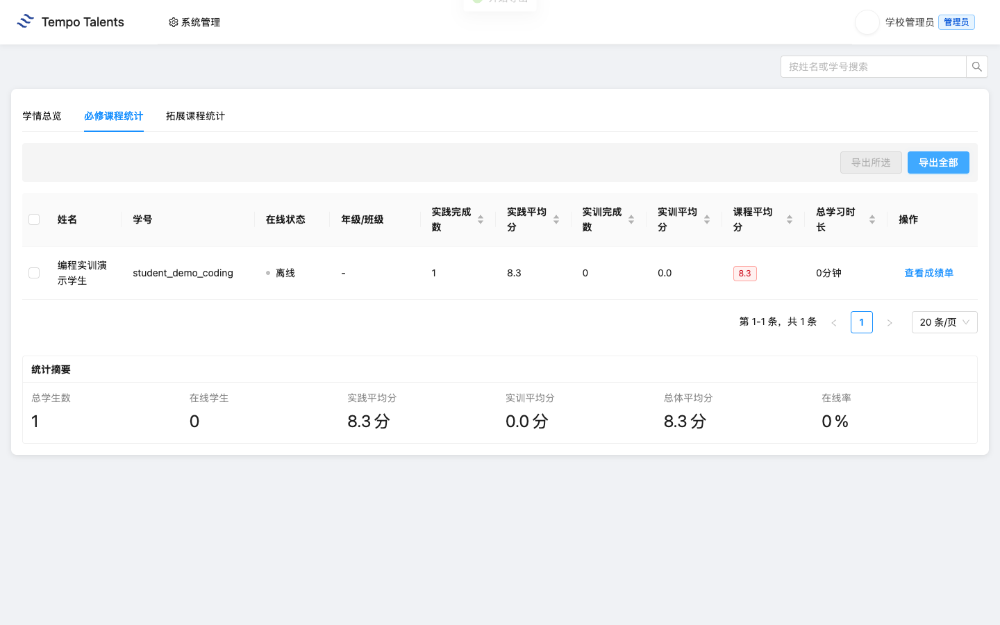 开始导出
Tempo Talents
系统管理
学校管理员
管理员
按姓名或学号搜索
学情总览
必修课程统计
拓展课程统计
导出所选
导出全部
姓名
学号
在线状态
年级/班级
实践完成
数
实践平均
分
实训完成
数
实训平均
分
课程平均
分
总学习时
长
操作
编程实训演
示学生
student_demo_coding
离线
-
1
8.3
0
0.0
8.3
0分钟
查看成绩单
第 1-1 条，共 1 条
1
20 条/页
统计摘要
总学生数
在线学生
实践平均分
实训平均分
总体平均分
在线率
1
0
8.3 分
0.0 分
8.3 分
0 %